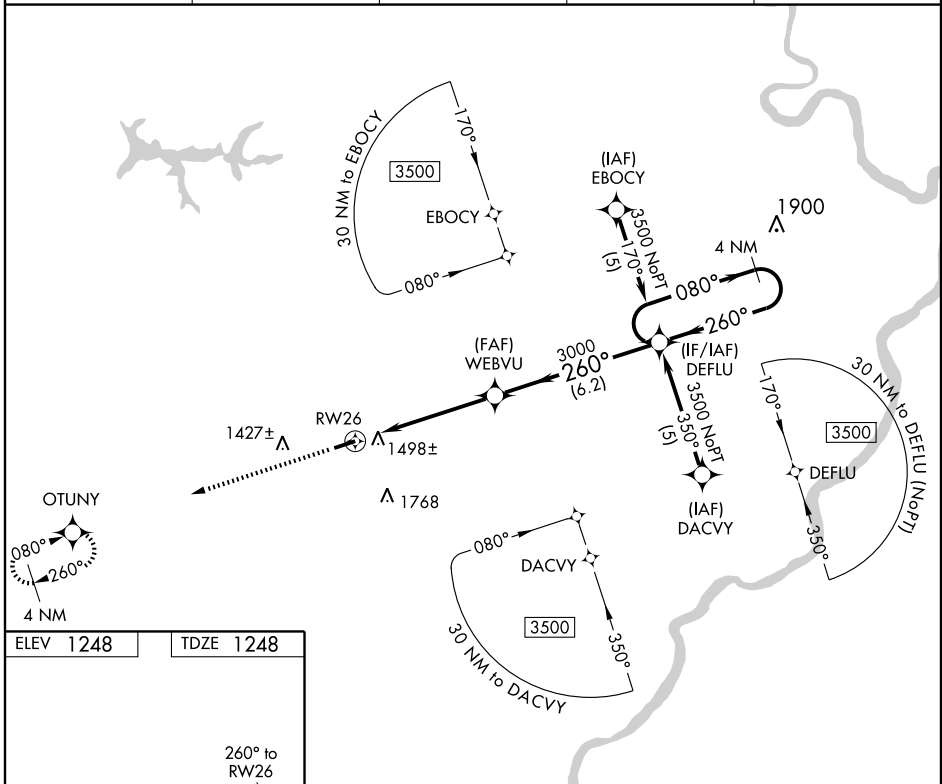 170°
30 NM to EBOCY
3500
EBOCY
080°
(IAF)
EBOCY
3500 NoPT
170°
(5)
1900
4 NM
080°
260°
(IF/IAF)
DEFLU
3000
260°
(6.2)
(FAF)
WEBVU
RW26
1427±
1498±
1768
3500 NoPT
350°
(5)
(IAF)
DACVY
170°
30 NM to DEFLU (NoPT)
3500
DEFLU
350°
OTUNY
080°
260°
4 NM
080°
DACVY
3500
350°
30 NM to DACVY
ELEV 1248
TDZE 1248
260° to
RW26